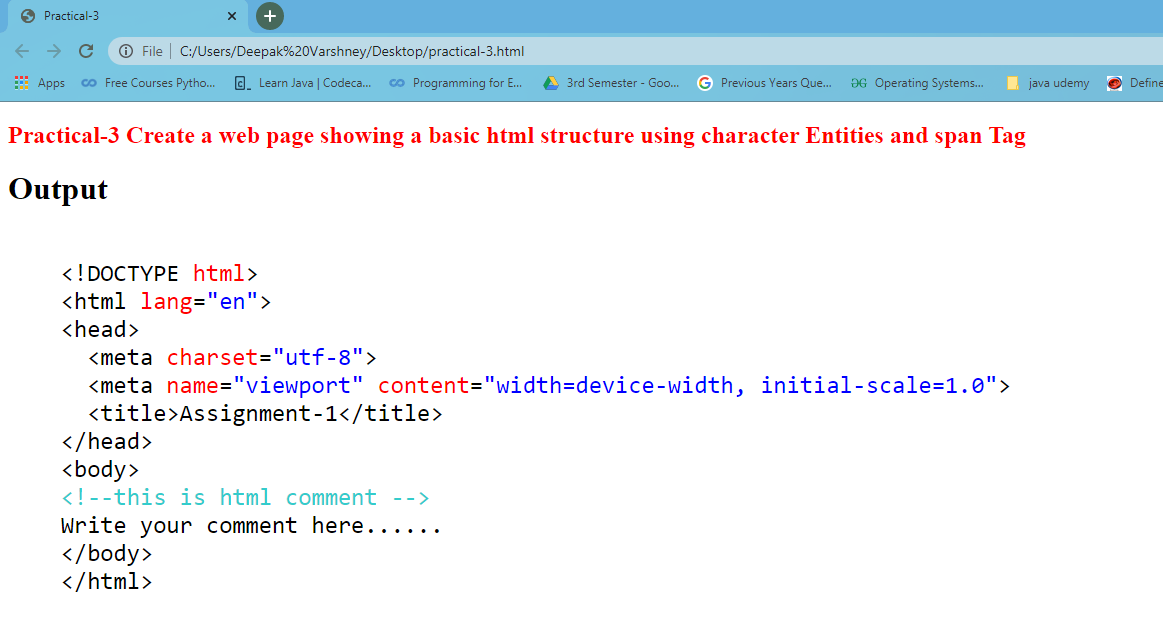 Practical-3
File | C:/Users/Deepak%20Varshney/Desktop/practical-3.html
Apps Free Courses Pytho... Learn Java | Codeca... Programming for E... 3rd Semester - Goo... Previous Years Que... Operating Systems... java udemy Define
Practical-3 Create a web page showing a basic html structure using character Entities and span Tag
Output
<!DOCTYPE html>
<html lang="en">
<head>
  <meta charset="utf-8">
  <meta name="viewport" content="width=device-width, initial-scale=1.0">
  <title>Assignment-1</title>
</head>
<body>
<!--this is html comment -->
Write your comment here......
</body>
</html>